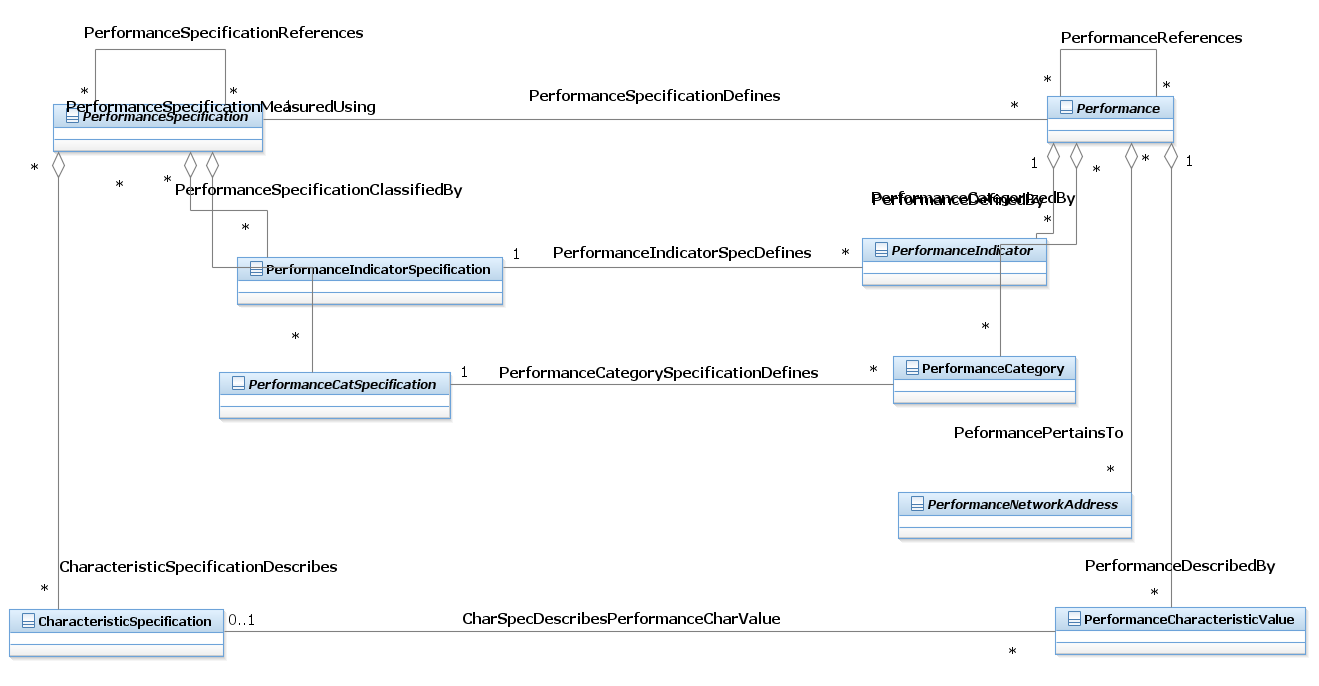 PerformanceSpecificationReferences
PerformanceReferences
* *
* *
PerformanceSpecificationMeasuredUsing
1
PerformanceSpecificationDefines
*
PerformanceSpecification
Performance
*
*
*
1
*
*
1
PerformanceSpecificationClassifiedBy
PerformanceCategorizedBy
PerformanceDefinedBy
*
*
1
PerformanceIndicatorSpecDefines
*
PerformanceIndicator
PerformanceIndicatorSpecification
*
*
1
PerformanceCategorySpecificationDefines
*
PerformanceCategory
PerformanceCatSpecification
PeformancePertainsTo
*
PerformanceNetworkAddress
CharacteristicSpecificationDescribes
PerformanceDescribedBy
*
*
CharacteristicSpecification
0..1
CharSpecDescribesPerformanceCharValue
PerformanceCharacteristicValue
*